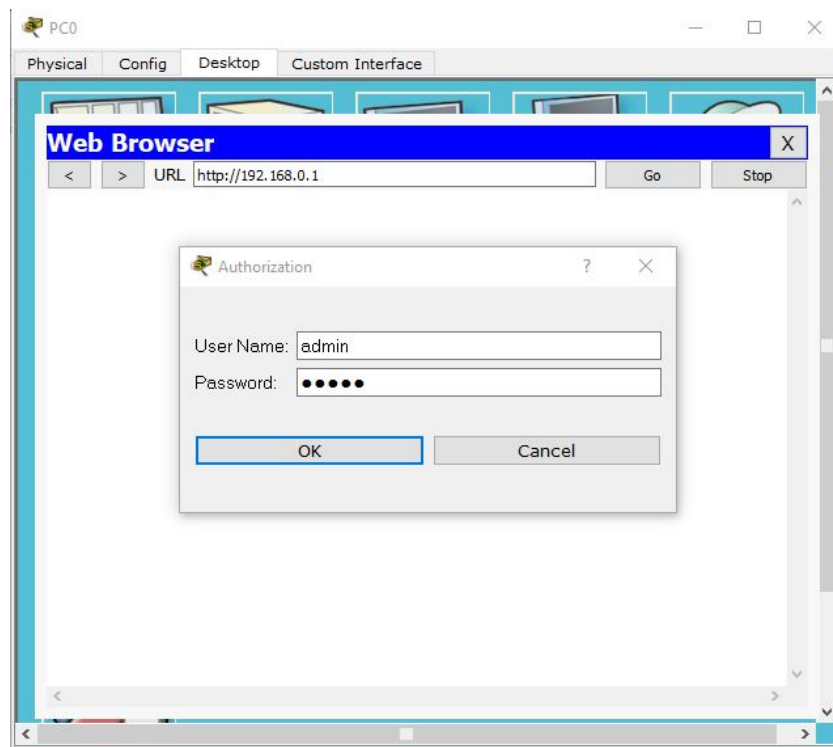 PC0
Physical Config Desktop Custom Interface
Web Browser
X
< > URL http://192.168.0.1 Go Stop
Authorization ?
User Name: admin
Password: ●●●●●
OK Cancel